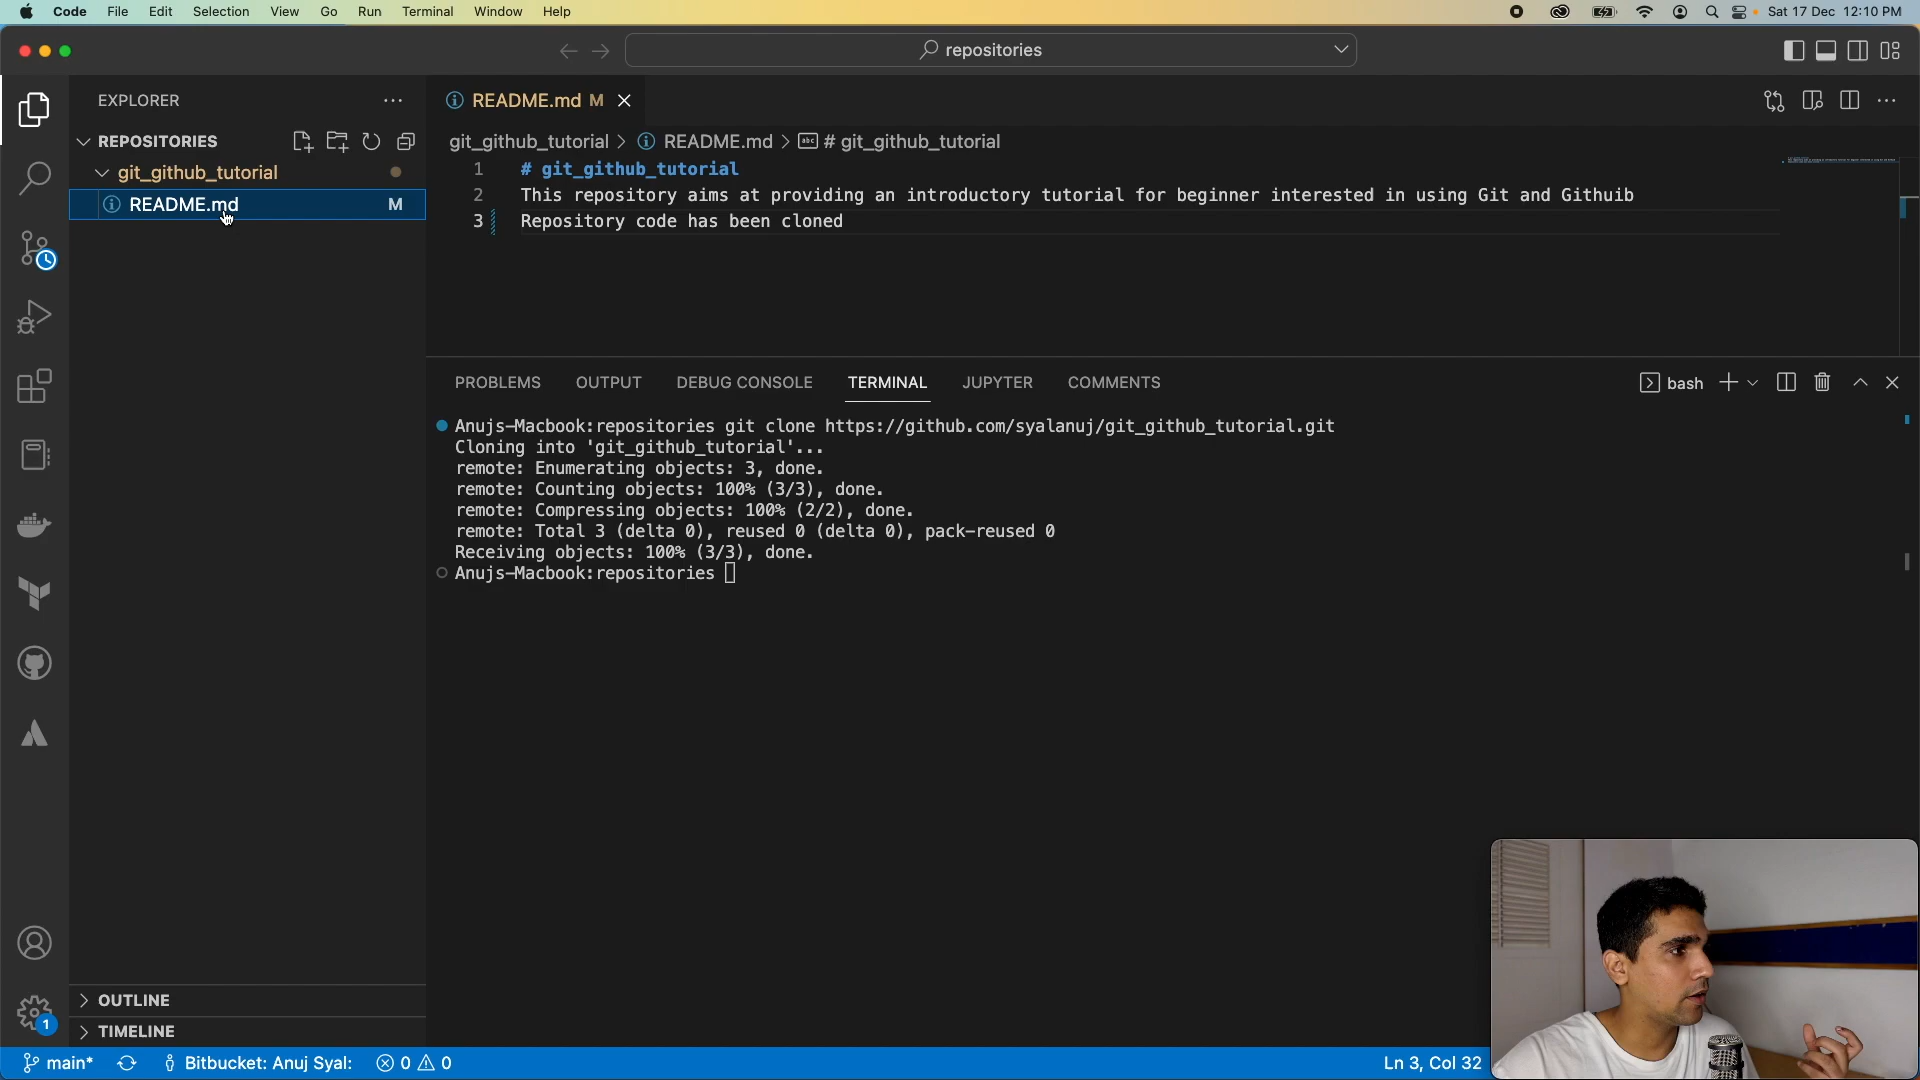 Code File Edit Selection View Go Run Terminal Window Help Sat 17 Dec 12:10 PM
repositories
EXPLORER
README.md M
REPOSITORIES
git_github_tutorial > README.md > # git_github_tutorial
git_github_tutorial
README.md M
1 # git_github_tutorial
2 This repository aims at providing an introductory tutorial for beginner interested in using Git and Githuib
3 Repository code has been cloned
PROBLEMS OUTPUT DEBUG CONSOLE TERMINAL JUPYTER COMMENTS bash
Anujs-Macbook:repositories git clone https://github.com/syalanuj/git_github_tutorial.git
Cloning into 'git_github_tutorial'...
remote: Enumerating objects: 3, done.
remote: Counting objects: 100% (3/3), done.
remote: Compressing objects: 100% (2/2), done.
remote: Total 3 (delta 0), reused 0 (delta 0), pack-reused 0
Receiving objects: 100% (3/3), done.
Anujs-Macbook:repositories
OUTLINE
1
TIMELINE
main* Bitbucket: Anuj Syal: 0 0 Ln 3, Col 32